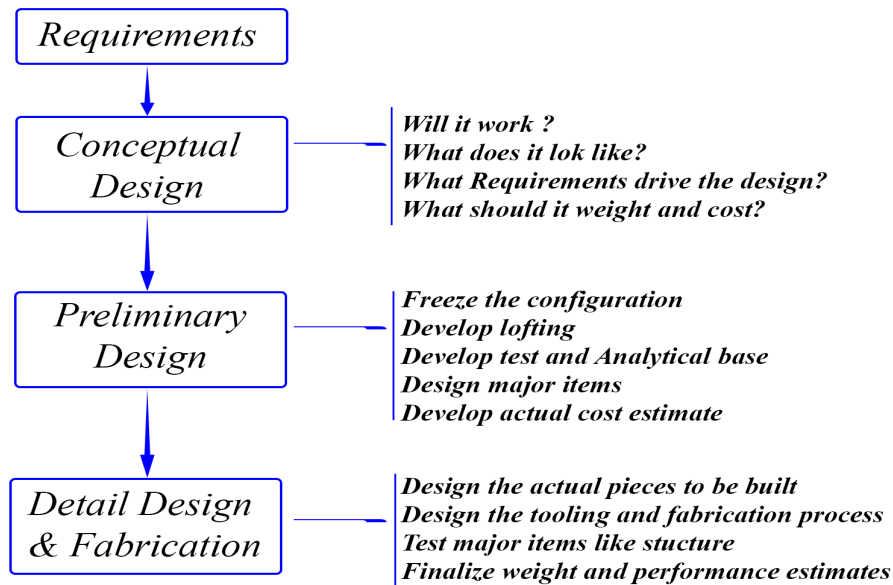 Requirements
Conceptual
Design
Will it work ?
What does it lok like?
What Requirements drive the design?
What should it weight and cost?
Preliminary
Design
Freeze the configuration
Develop lofting
Develop test and Analytical base
Design major items
Develop actual cost estimate
Detail Design
& Fabrication
Design the actual pieces to be built
Design the tooling and fabrication process
Test major items like stucture
Finalize weight and performance estimates